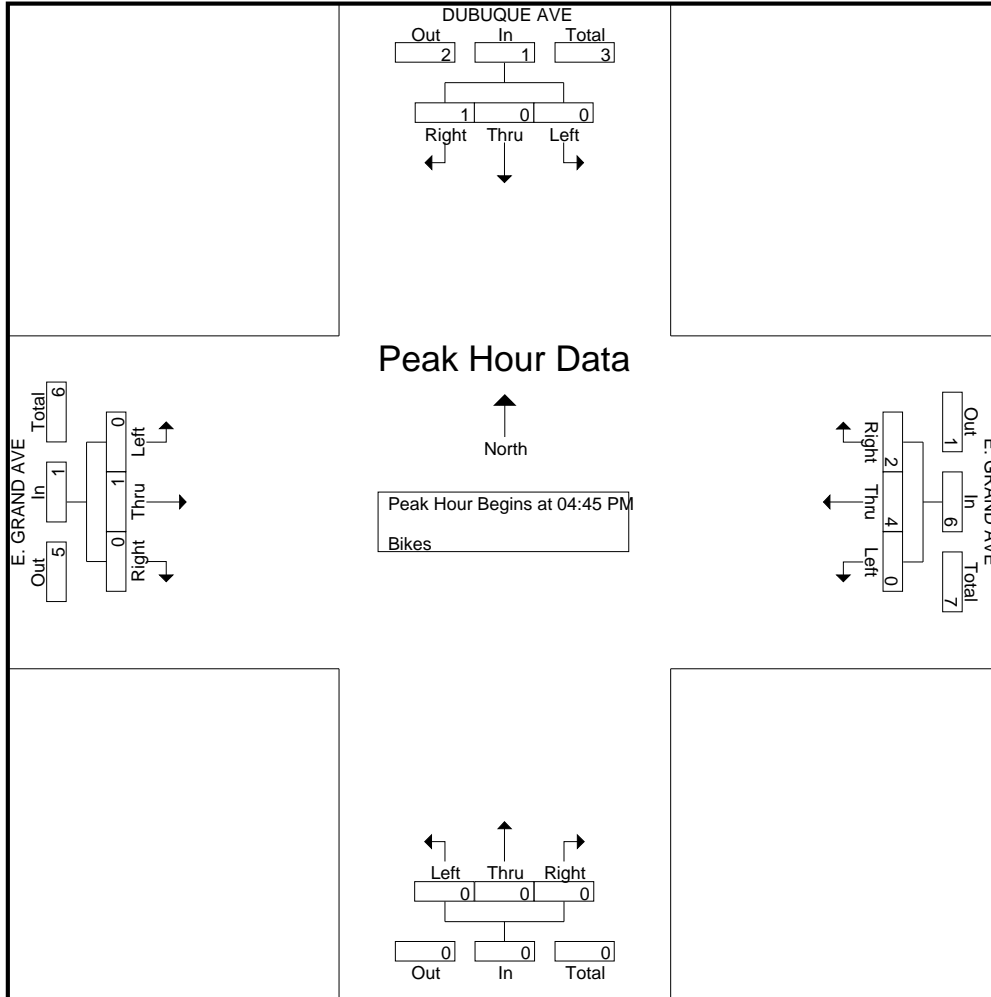 DUBUQUE AVE
Out In Total
2 1 3
1 0 0
Right Thru Left
Peak Hour Data
North
Peak Hour Begins at 04:45 PM
Bikes
E. GRAND AVE
Total In Out
6 1 5
0 1 0
Left Thru Right
E. GRAND AVE
Out In Total
1 6 7
2 4 0
Right Thru Left
Left Thru Right
0 0 0
0 0 0
Out In Total